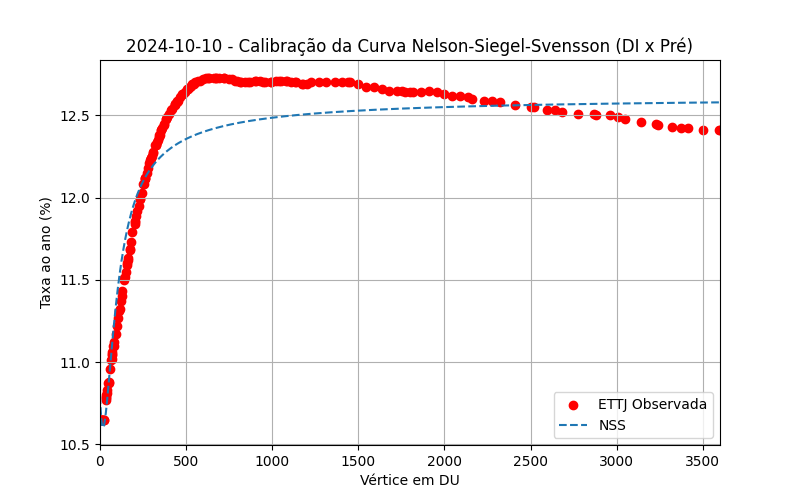 2024-10-10 - Calibração da Curva Nelson-Siegel-Svensson (DI x Pré)
Taxa ao ano (%)
12.5
12.0
11.5
11.0
10.5
0 500 1000 1500 2000 2500 3000 3500
Vértice em DU
ETTJ Observada
NSS